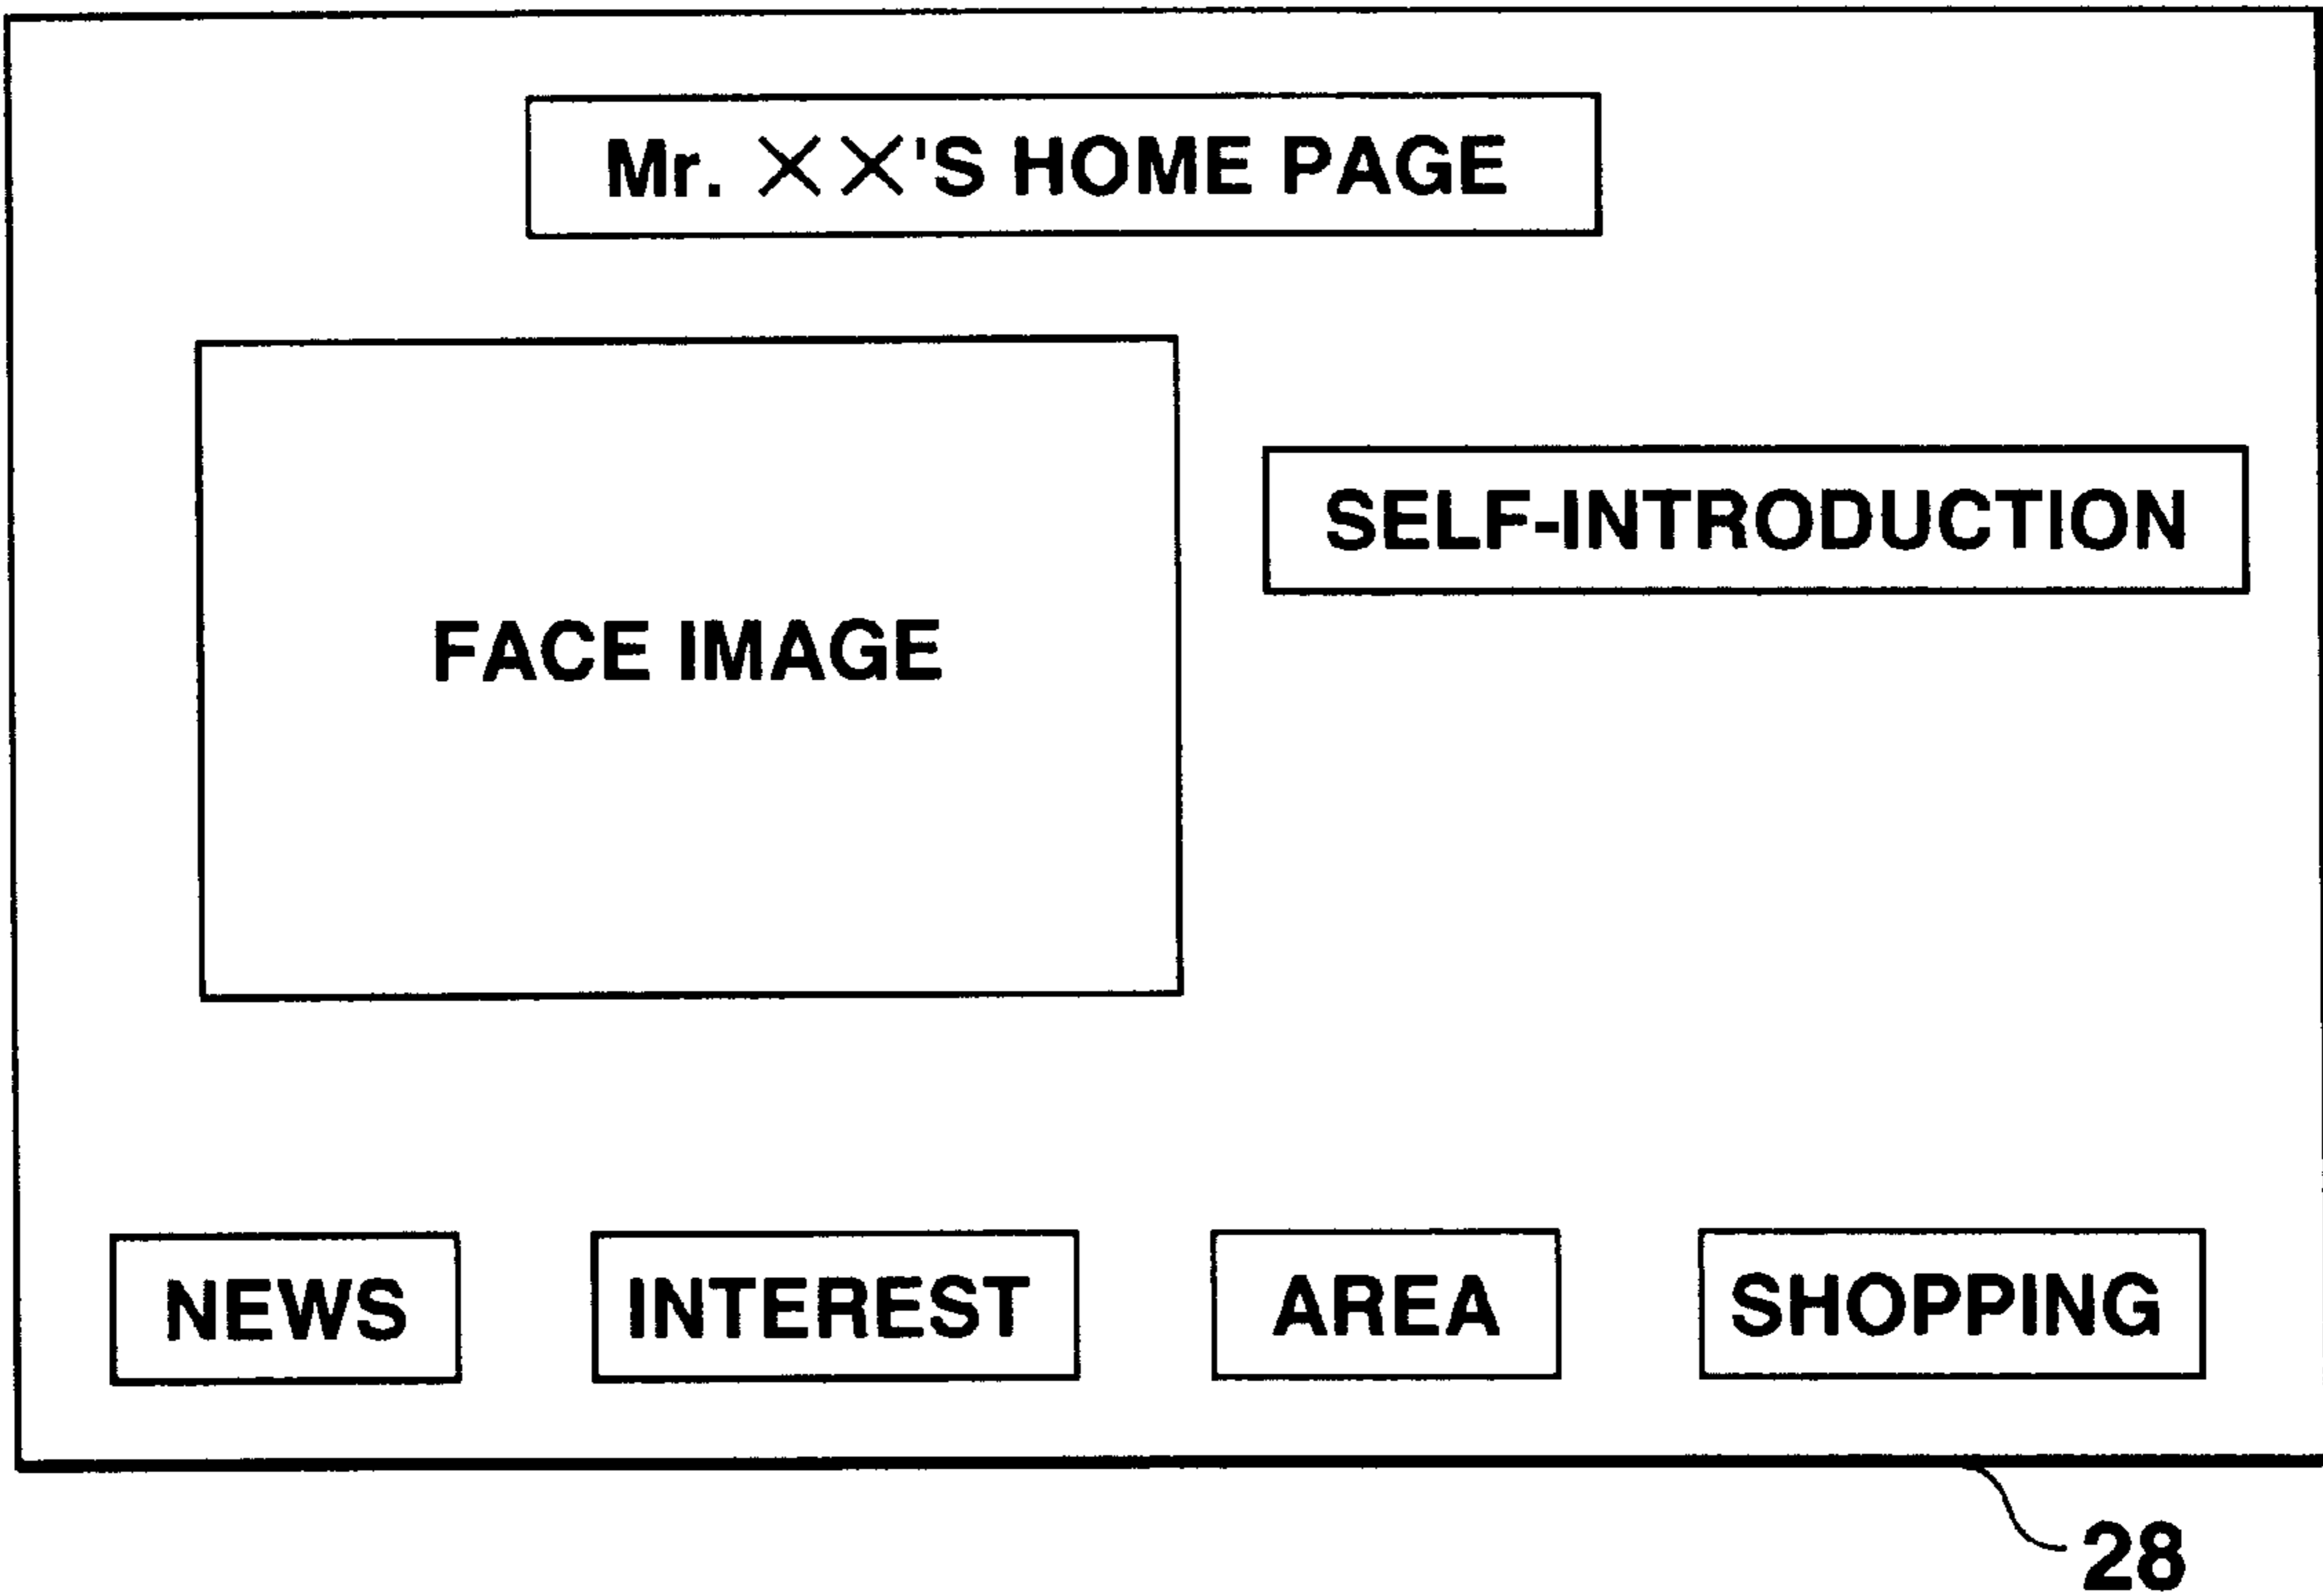 Mr. ××'S HOME PAGE
SELF-INTRODUCTION
FACE IMAGE
NEWS INTEREST AREA SHOPPING
28